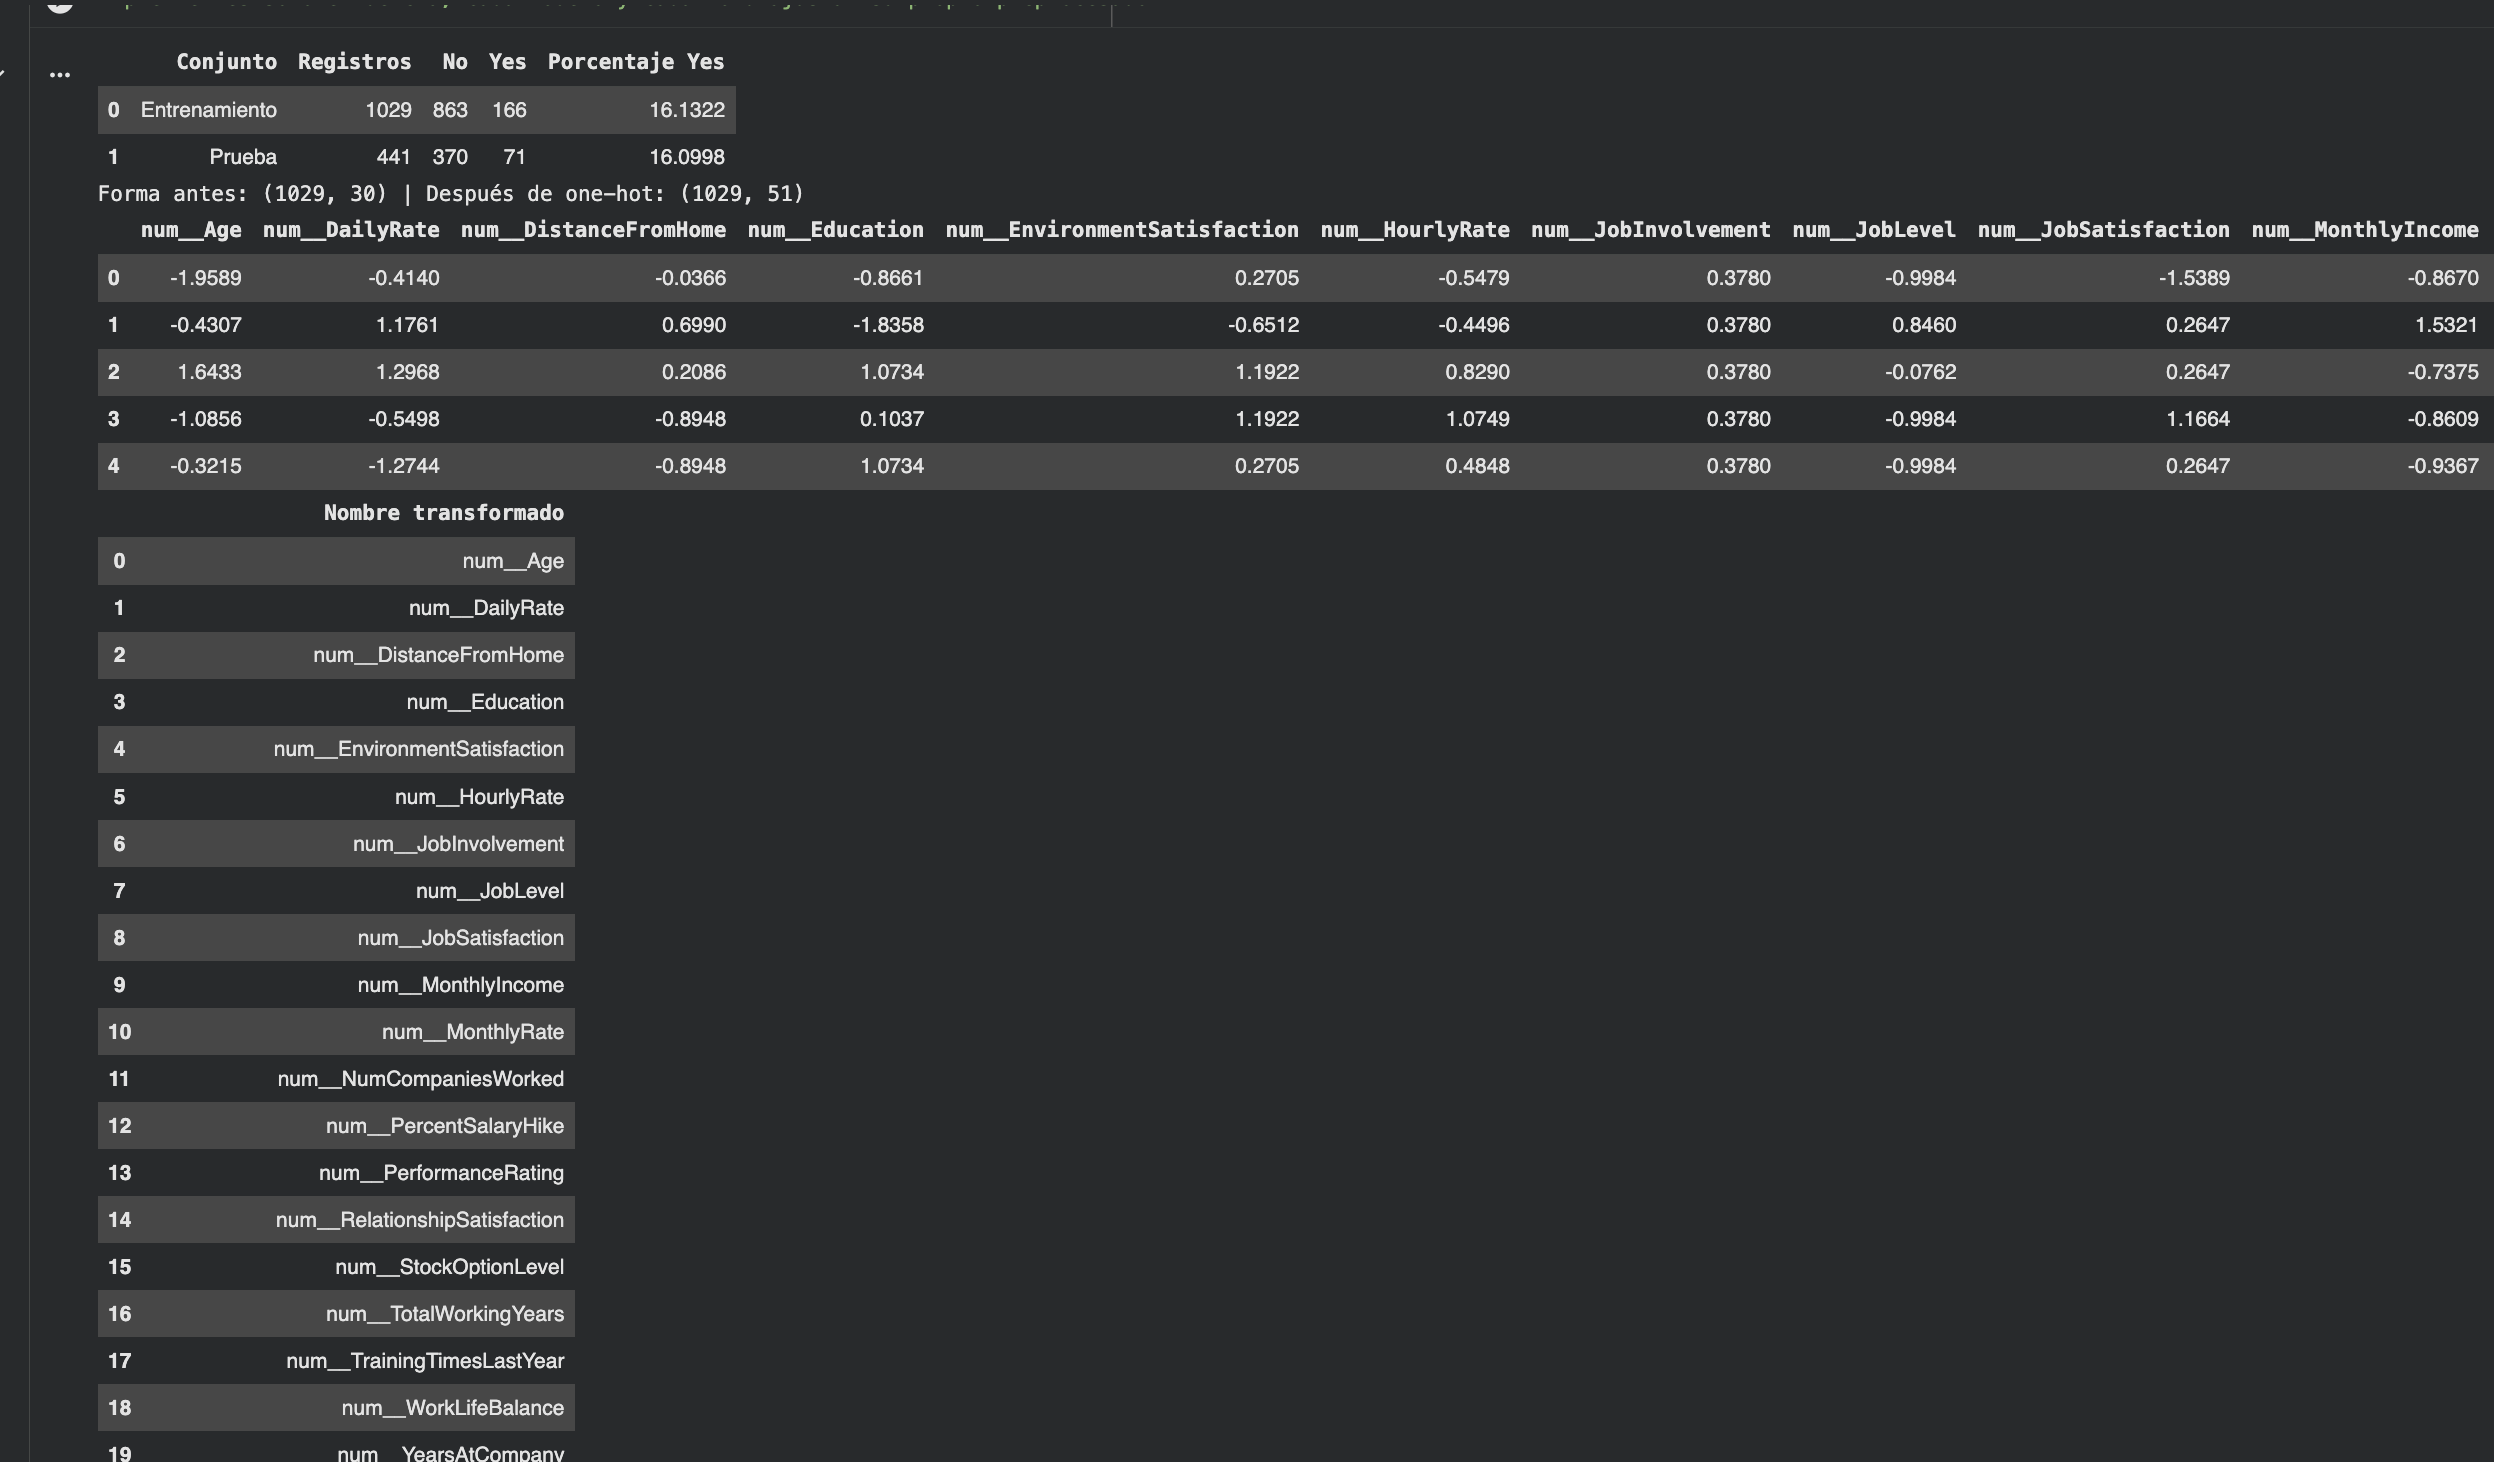 Conjunto Registros No Yes Porcentaje Yes
0 Entrenamiento 1029 863 166 16.1322
1 Prueba 441 370 71 16.0998
Forma antes: (1029, 30) | Después de one-hot: (1029, 51)
num__Age num__DailyRate num__DistanceFromHome num__Education num__EnvironmentSatisfaction num__HourlyRate num__JobInvolvement num__JobLevel num__JobSatisfaction num__MonthlyIncome
0 -1.9589 -0.4140 -0.0366 -0.8661 0.2705 -0.5479 0.3780 -0.9984 -1.5389 -0.8670
1 -0.4307 1.1761 0.6990 -1.8358 -0.6512 -0.4496 0.3780 0.8460 0.2647 1.5321
2 1.6433 1.2968 0.2086 1.0734 1.1922 0.8290 0.3780 -0.0762 0.2647 -0.7375
3 -1.0856 -0.5498 -0.8948 0.1037 1.1922 1.0749 0.3780 -0.9984 1.1664 -0.8609
4 -0.3215 -1.2744 -0.8948 1.0734 0.2705 0.4848 0.3780 -0.9984 0.2647 -0.9367
Nombre transformado
0 num__Age
1 num__DailyRate
2 num__DistanceFromHome
3 num__Education
4 num__EnvironmentSatisfaction
5 num__HourlyRate
6 num__JobInvolvement
7 num__JobLevel
8 num__JobSatisfaction
9 num__MonthlyIncome
10 num__MonthlyRate
11 num__NumCompaniesWorked
12 num__PercentSalaryHike
13 num__PerformanceRating
14 num__RelationshipSatisfaction
15 num__StockOptionLevel
16 num__TotalWorkingYears
17 num__TrainingTimesLastYear
18 num__WorkLifeBalance
19 num__YearsAtCompany